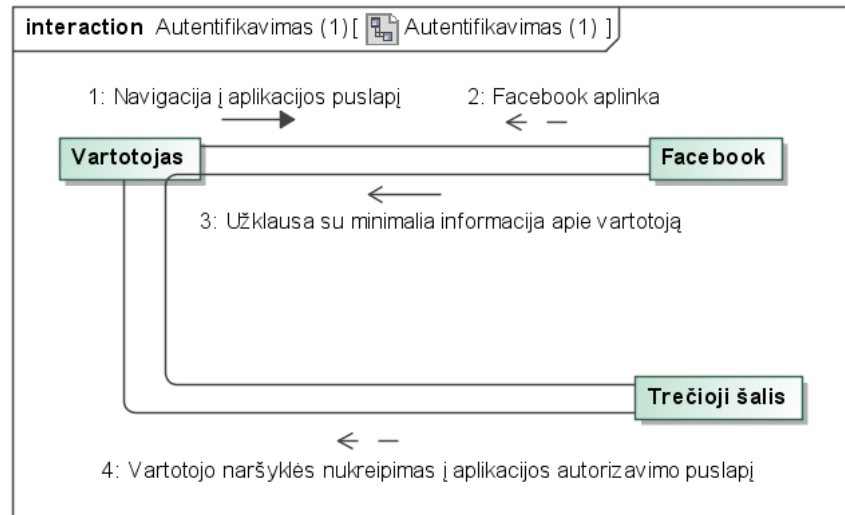 interaction Autentifikavimas (1)[ Autentifikavimas (1) ]
1: Navigacija į aplikacijos puslapį
2: Facebook aplinka
Vartotojas
Facebook
3: Užklausa su minimalia informacija apie vartotoją
Trečioji šalis
4: Vartotojo naršyklės nukreipimas į aplikacijos autorizavimo puslapį